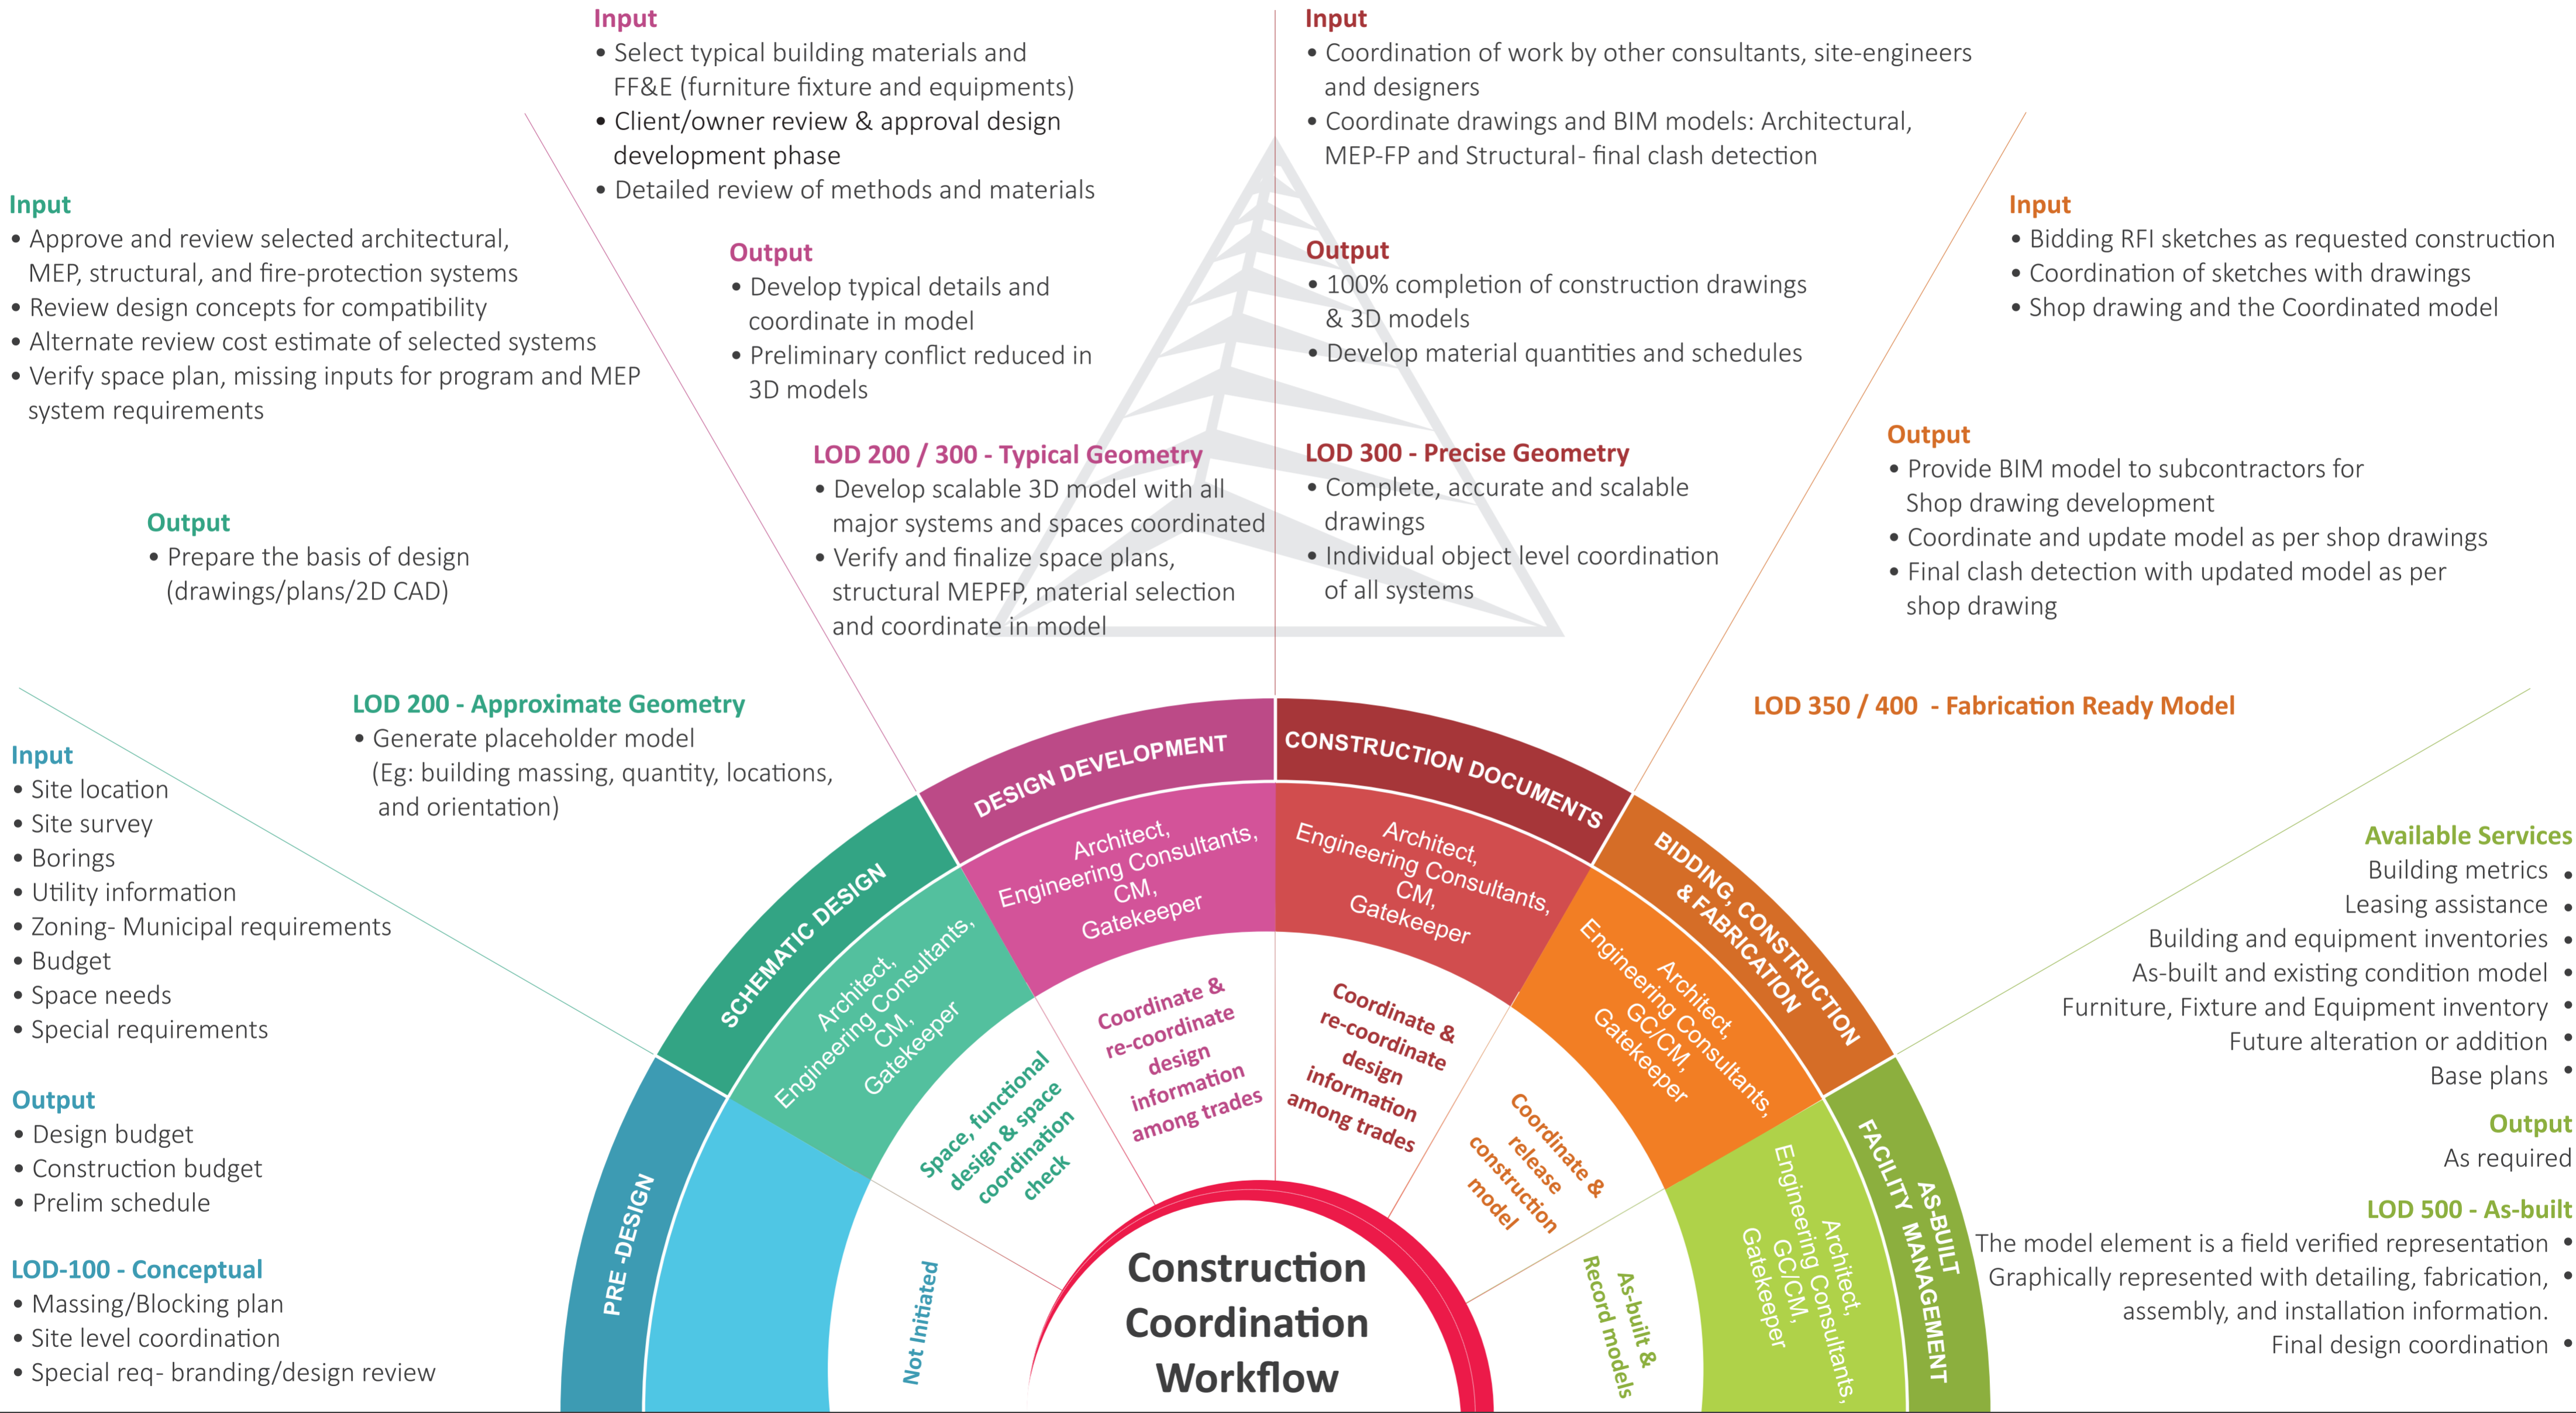 Input
• Site location
• Site survey
• Borings
• Utility information
• Zoning- Municipal requirements
• Budget
• Space needs
• Special requirements
Output
• Design budget
• Construction budget
• Prelim schedule
LOD-100 - Conceptual
• Massing/Blocking plan
• Site level coordination
• Special req- branding/design review
PRE -DESIGN
Not Initiated
Input
• Approve and review selected architectural,
MEP, structural, and fire-protection systems
• Review design concepts for compatibility
• Alternate review cost estimate of selected systems
• Verify space plan, missing inputs for program and MEP
system requirements
Output
• Prepare the basis of design
(drawings/plans/2D CAD)
LOD 200 - Approximate Geometry
• Generate placeholder model
(Eg: building massing, quantity, locations,
and orientation)
SCHEMATIC DESIGN
Architect,
Engineering Consultants,
CM,
Gatekeeper
Space, functional
design & space
coordination
check
Input
• Select typical building materials and
FF&E (furniture fixture and equipments)
• Client/owner review & approval design
development phase
• Detailed review of methods and materials
Output
• Develop typical details and
coordinate in model
• Preliminary conflict reduced in
3D models
LOD 200 / 300 - Typical Geometry
• Develop scalable 3D model with all
major systems and spaces coordinated
• Verify and finalize space plans,
structural MEPFP, material selection
and coordinate in model
DESIGN DEVELOPMENT
Architect,
Engineering Consultants,
CM,
Gatekeeper
Coordinate &
re-coordinate
design
information
among trades
Input
• Coordination of work by other consultants, site-engineers
and designers
• Coordinate drawings and BIM models: Architectural,
MEP-FP and Structural- final clash detection
Output
• 100% completion of construction drawings
& 3D models
• Develop material quantities and schedules
LOD 300 - Precise Geometry
• Complete, accurate and scalable
drawings
• Individual object level coordination
of all systems
CONSTRUCTION DOCUMENTS
Architect,
Engineering Consultants,
CM,
Gatekeeper
Coordinate &
re-coordinate
design
information
among trades
Input
• Bidding RFI sketches as requested construction
• Coordination of sketches with drawings
• Shop drawing and the Coordinated model
Output
• Provide BIM model to subcontractors for
Shop drawing development
• Coordinate and update model as per shop drawings
• Final clash detection with updated model as per
shop drawing
LOD 350 / 400 - Fabrication Ready Model
BIDDING, CONSTRUCTION
& FABRICATION
Architect,
Engineering Consultants,
GC/CM,
Gatekeeper
Coordinate &
release
construction
model
Available Services
Building metrics •
Leasing assistance •
Building and equipment inventories •
As-built and existing condition model •
Furniture, Fixture and Equipment inventory •
Future alteration or addition •
Base plans •
Output
As required
LOD 500 - As-built
The model element is a field verified representation •
Graphically represented with detailing, fabrication, •
assembly, and installation information.
Final design coordination •
AS-BUILT
FACILITY MANAGEMENT
Architect,
Engineering Consultants,
GC/CM,
Gatekeeper
As-built &
Record models
Construction
Coordination
Workflow